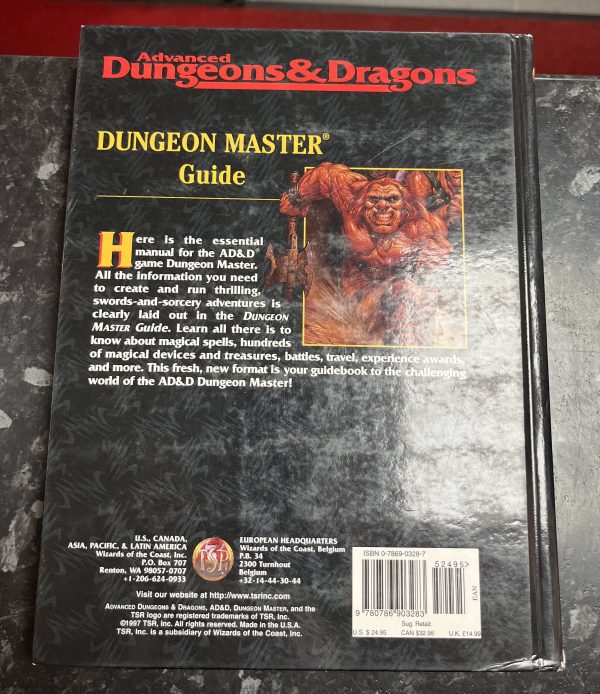 Advanced
Dungeons & Dragons
DUNGEON MASTER®
Guide
Here is the essential
manual for the AD&D®
game Dungeon Master.
All the information you need
to create and run thrilling,
swords-and-sorcery adventures is
clearly laid out in the DUNGEON
MASTER Guide. Learn all there is to
know about magical spells, hundreds
of magical devices and treasures, battles, travel, experience awards,
and more. This fresh, new format is your guidebook to the challenging
world of the AD&D Dungeon Master!
U.S., CANADA,
ASIA, PACIFIC, & LATIN AMERICA
Wizards of the Coast, Inc.
P.O. Box 707
Renton, WA 98057-0707
+1-206-624-0933
TSR
EUROPEAN HEADQUARTERS
Wizards of the Coast, Belgium
P.B. 34
2300 Turnhout
Belgium
+32-14-44-30-44
Visit our website at http://www.tsrinc.com
ADVANCED DUNGEONS & DRAGONS, AD&D, DUNGEON MASTER, and the
TSR logo are registered trademarks of TSR, Inc.
©1997 TSR, Inc. All rights reserved. Made in the U.S.A.
TSR, Inc. is a subsidiary of Wizards of the Coast, Inc.
ISBN 0-7869-0328-7
52495>
9 780786 903283
EAN
Sug. Retail:
U.S. $ 24.95 CAN $32.95 U.K. £14.99